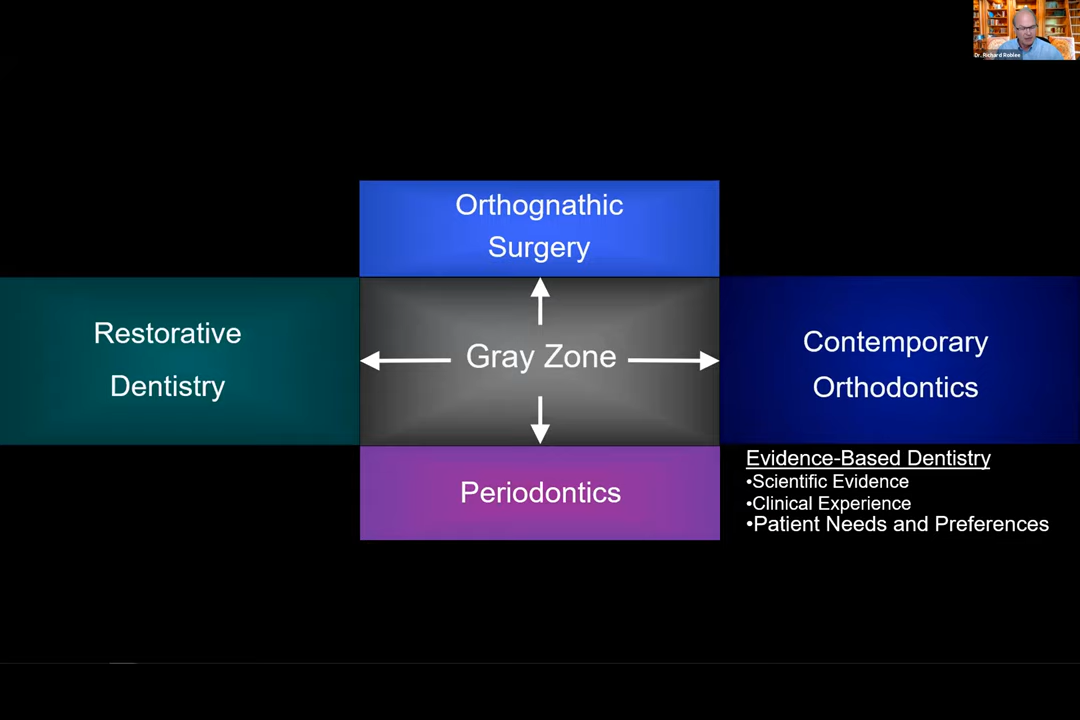 Dr. Richard Roblee
Orthognathic
Surgery
Restorative
Dentistry
Gray Zone
Contemporary
Orthodontics
Periodontics
Evidence-Based Dentistry
•Scientific Evidence
•Clinical Experience
•Patient Needs and Preferences